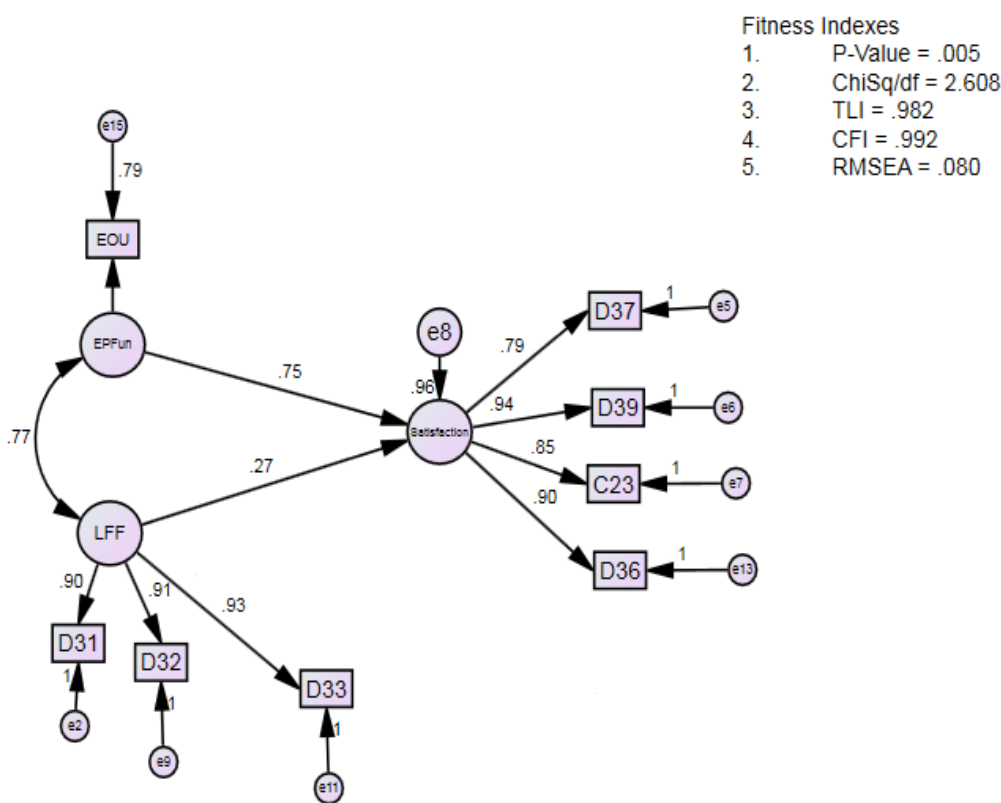 Fitness Indexes
1. P-Value = .005
2. ChiSq/df = 2.608
3. TLI = .982
4. CFI = .992
5. RMSEA = .080
e15
.79
EOU
EPFun
.75
.77
.27
LFF
.90
.91
.93
D31
D32
D33
1
1
1
e2
e9
e11
e8
.96
Satisfaction
.79
.94
.85
.90
D37
1
e5
D39
1
e6
C23
1
e7
D36
1
e13